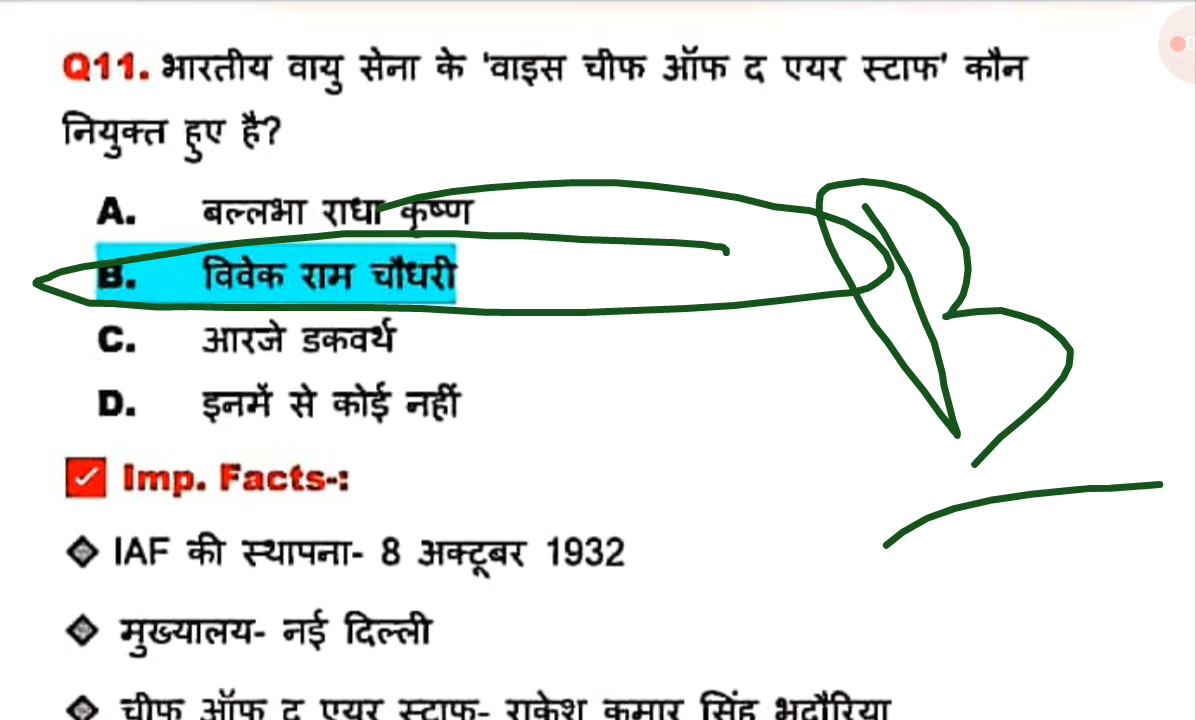 Q11. भारतीय वायु सेना के 'वाइस चीफ ऑफ द एयर स्टाफ' कौन
नियुक्त हुए है?
A. बल्लभा राधा कृष्ण
B. विवेक राम चौधरी
C. आरजे डकवर्थ
D. इनमें से कोई नहीं
Imp. Facts-:
IAF की स्थापना- 8 अक्टूबर 1932
मुख्यालय- नई दिल्ली
चीफ ऑफ द एयर स्टाफ- राकेश कुमार सिंह भदौरिया